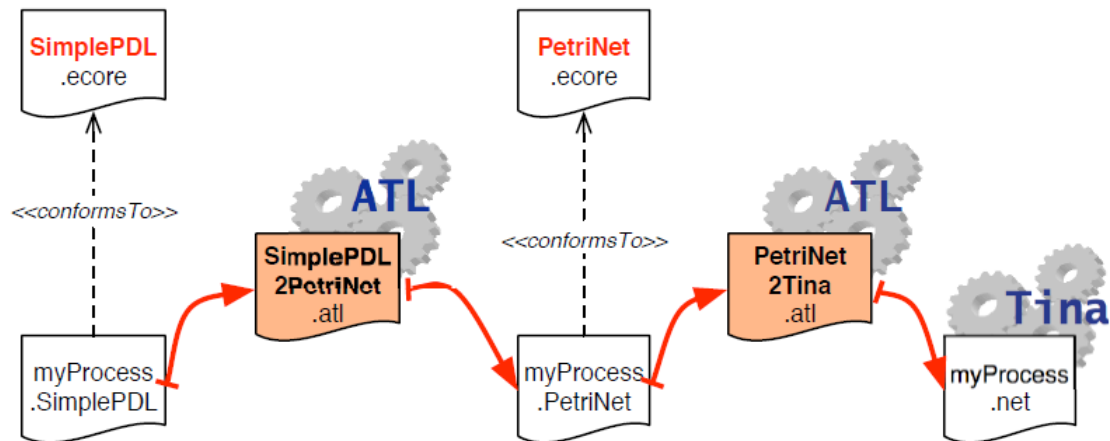 SimplePDL
.ecore
PetriNet
.ecore
ATL
ATL
<<conformsTo>>
<<conformsTo>>
SimplePDL
2PetriNet
.atl
PetriNet
2Tina
.atl
Tina
myProcess
.SimplePDL
myProcess
.PetriNet
myProcess
.net